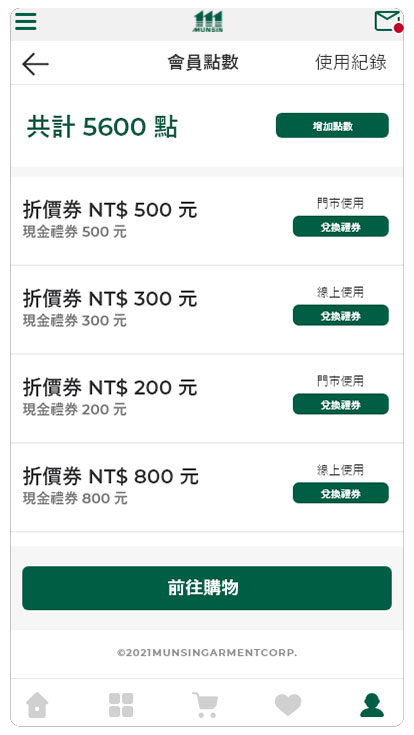 MUNSIN
會員點數
使用紀錄
共計 5600 點
增加點數
折價券 NT$ 500 元
現金禮券 500 元
門市使用
兌換禮券
折價券 NT$ 300 元
現金禮券 300 元
線上使用
兌換禮券
折價券 NT$ 200 元
現金禮券 200 元
門市使用
兌換禮券
折價券 NT$ 800 元
現金禮券 800 元
線上使用
兌換禮券
前往購物
©2021MUNSINGARMENTCORP.